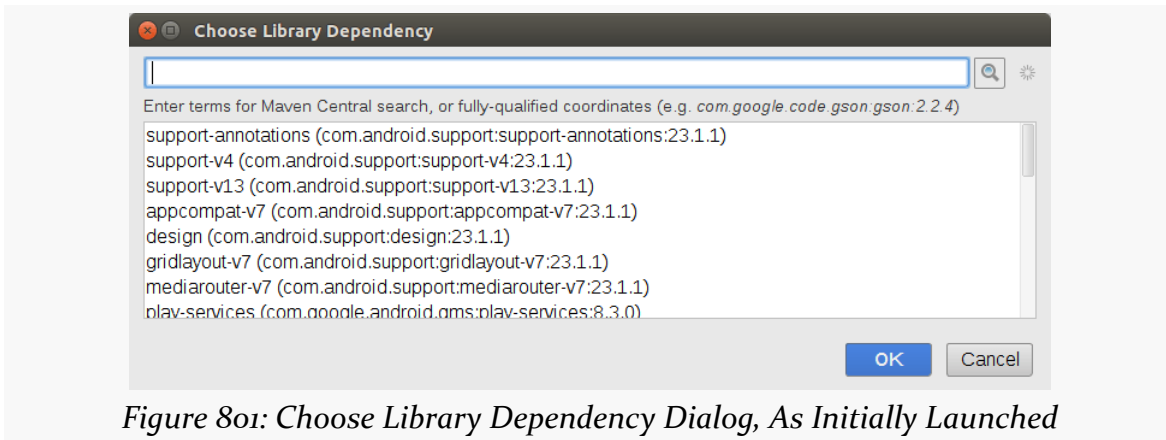 Choose Library Dependency
Enter terms for Maven Central search, or fully-qualified coordinates (e.g. com.google.code.gson:gson:2.2.4)
support-annotations (com.android.support:support-annotations:23.1.1)
support-v4 (com.android.support:support-v4:23.1.1)
support-v13 (com.android.support:support-v13:23.1.1)
appcompat-v7 (com.android.support:appcompat-v7:23.1.1)
design (com.android.support:design:23.1.1)
gridlayout-v7 (com.android.support:gridlayout-v7:23.1.1)
mediarouter-v7 (com.android.support:mediarouter-v7:23.1.1)
play-services (com.google.android.gms:play-services:8.3.0)
OK Cancel
Figure 801: Choose Library Dependency Dialog, As Initially Launched